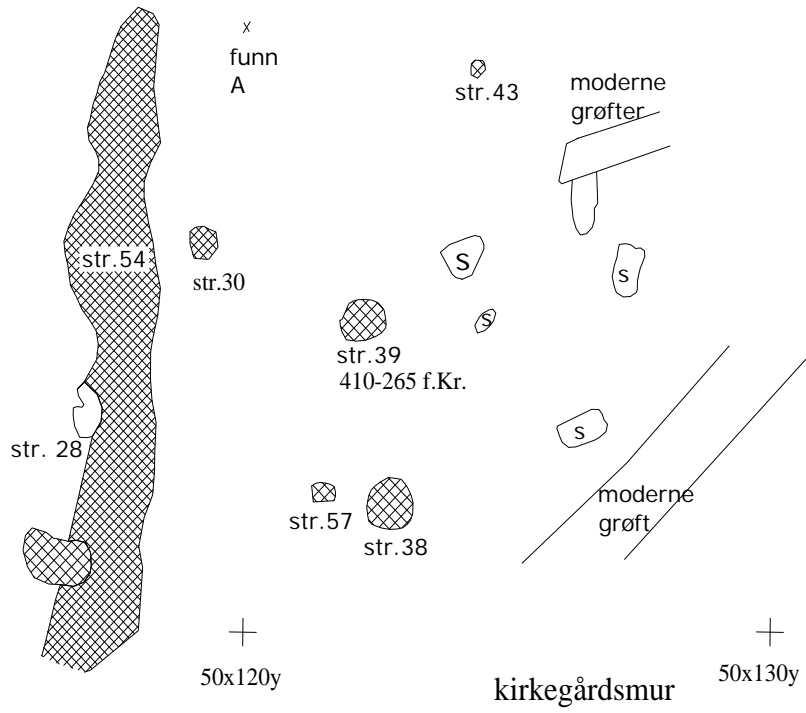 x
funn
A
str.43
moderne
grøfter
str.54
str.30
s
s
s
str.39
410-265 f.Kr.
str. 28
s
str.57
str.38
moderne
grøft
50x120y
50x130y
kirkegårdsmur